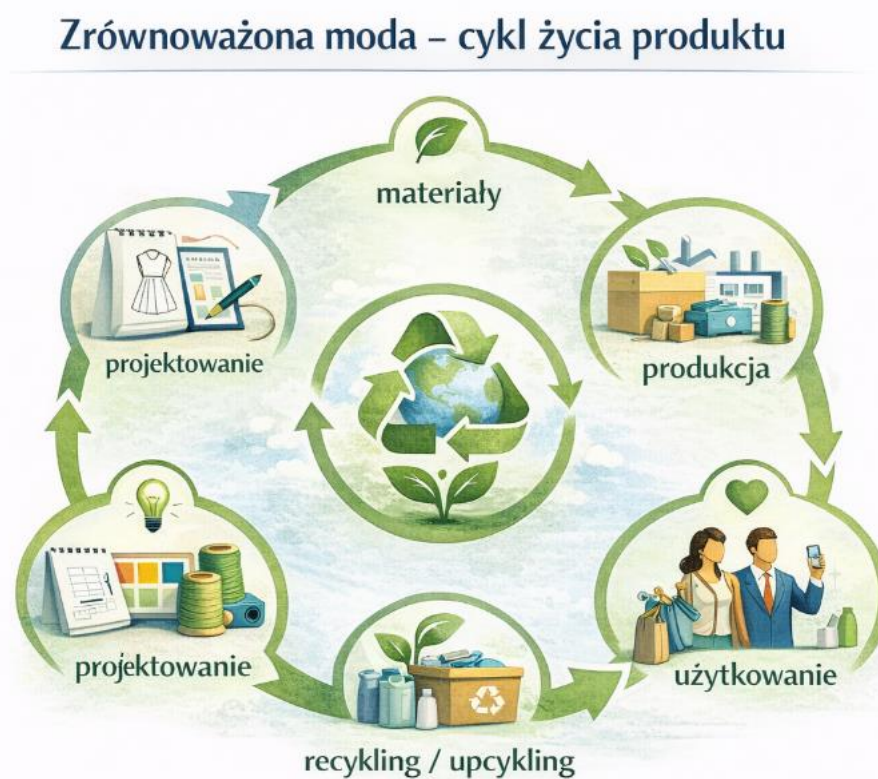 Zrównoważona moda – cykl życia produktu
materiały
projektowanie
produkcja
projektowanie
użytkowanie
recykling / upcykling